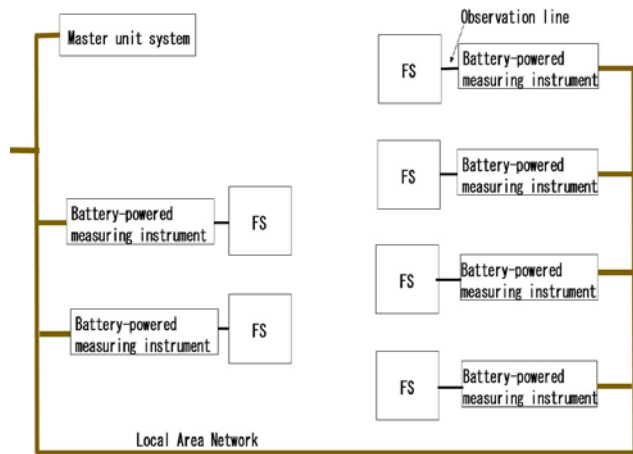 Master unit system
Observation line
FS
Battery-powered
measuring instrument
FS
Battery-powered
measuring instrument
Battery-powered
measuring instrument
FS
FS
Battery-powered
measuring instrument
Battery-powered
measuring instrument
FS
FS
Battery-powered
measuring instrument
Local Area Network